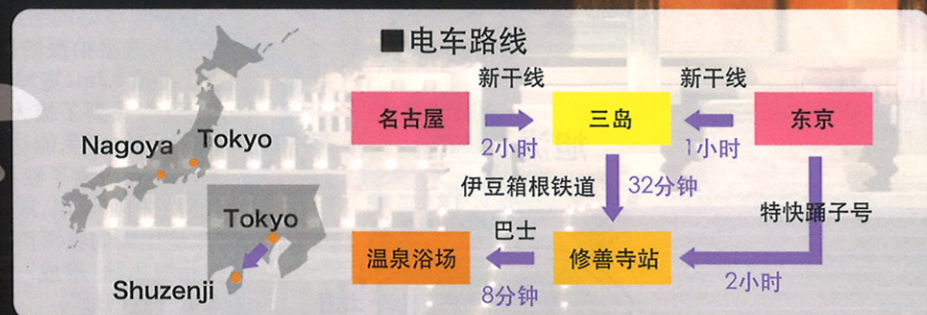 ■电车路线
新干线
新干线
名古屋
三岛
东京
2小时
1小时
Nagoya
Tokyo
伊豆箱根铁道
32分钟
特快踊子号
Tokyo
巴士
温泉浴场
修善寺站
Shuzenji
8分钟
2小时